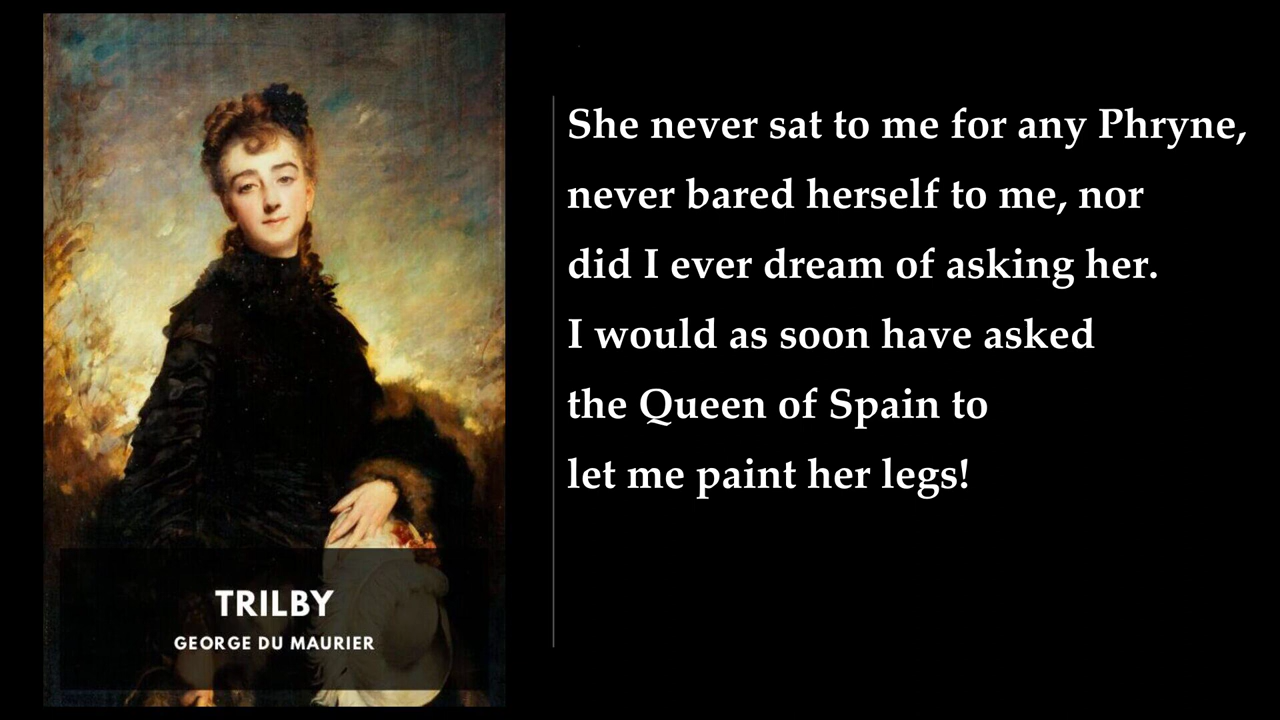 TRILBY
GEORGE DU MAURIER
She never sat to me for any Phryne,
never bared herself to me, nor
did I ever dream of asking her.
I would as soon have asked
the Queen of Spain to
let me paint her legs!